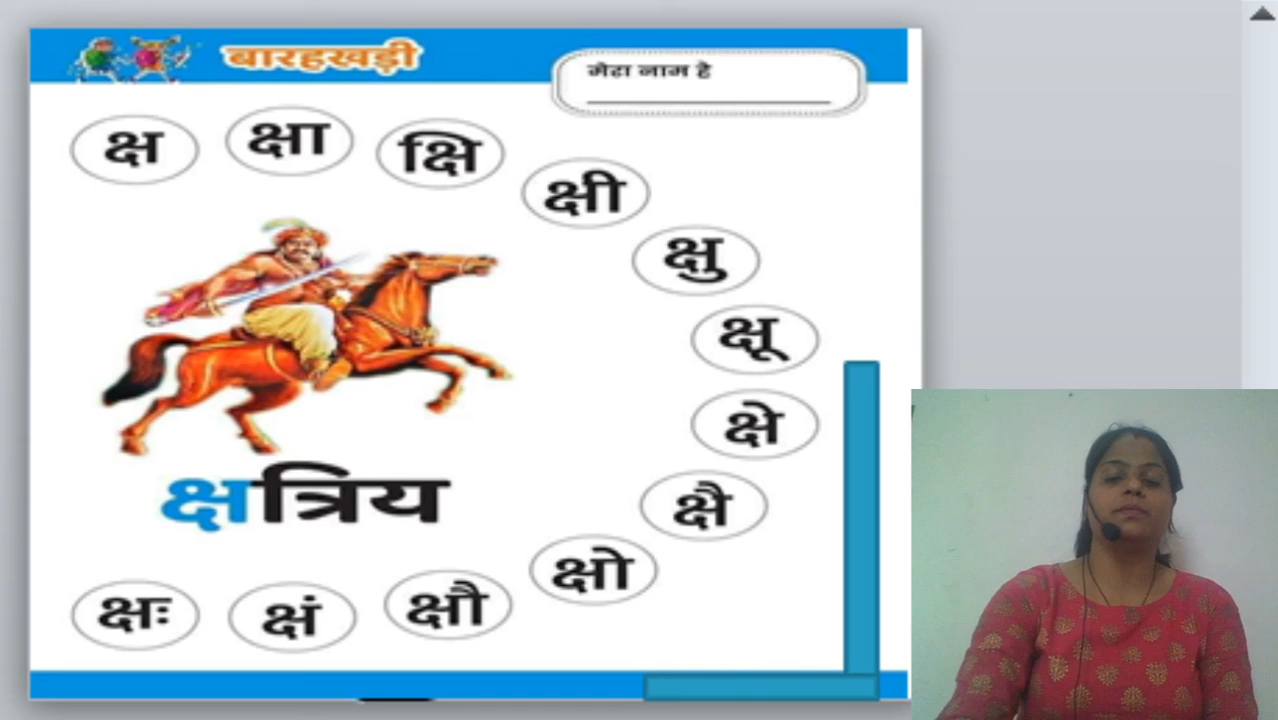 बारहखड़ी
मेरा नाम है
क्ष
क्षा
क्षि
क्षी
क्षु
क्षू
क्षे
क्षै
क्षो
क्षौ
क्षं
क्षः
क्षत्रिय